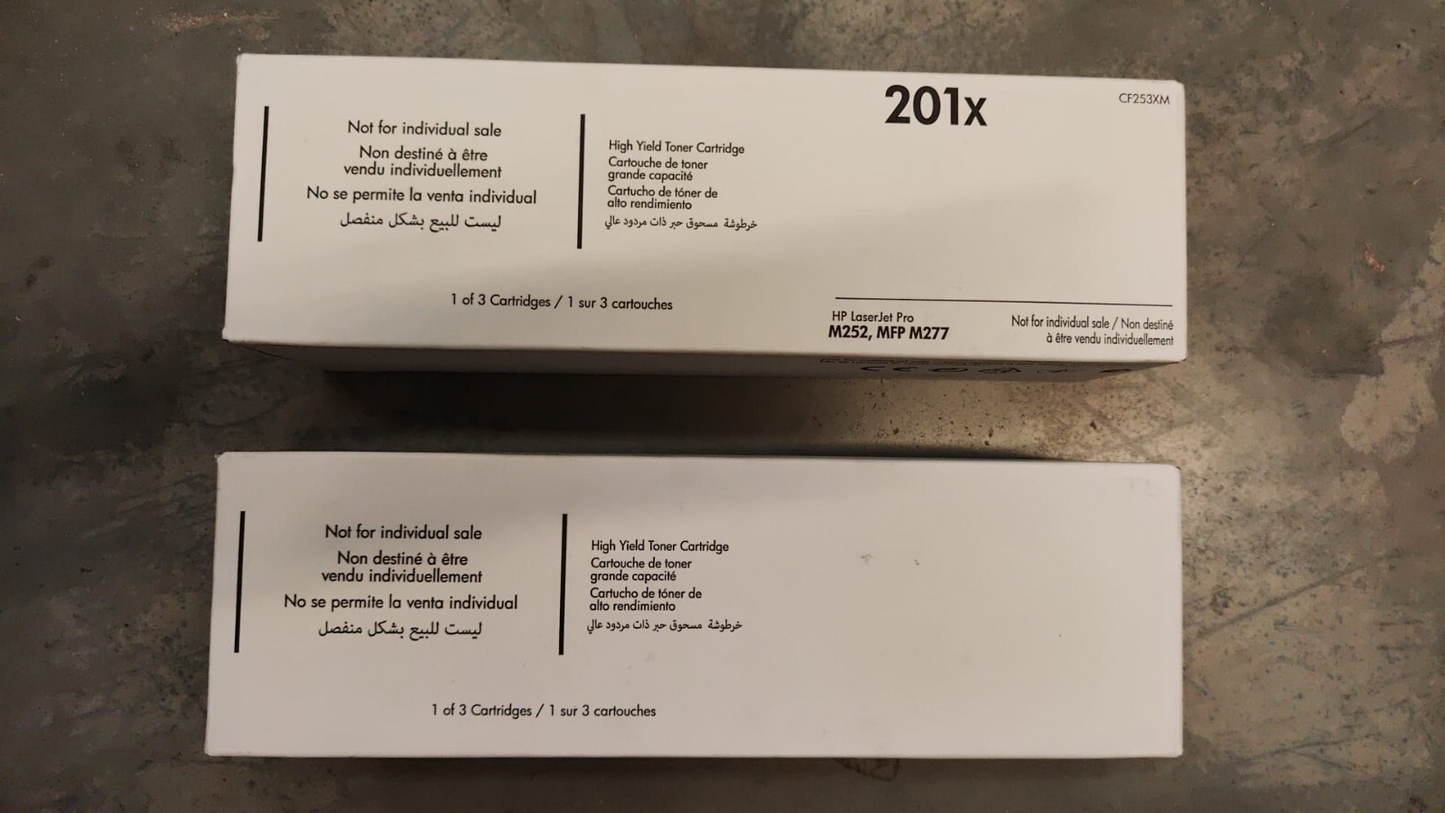 Not for individual sale
Non destiné à être
vendu individuellement
No se permite la venta individual
ليست للبيع بشكل منفصل
High Yield Toner Cartridge
Cartouche de toner
grande capacité
Cartucho de tóner de
alto rendimiento
خرطوشة مسحوق حبر ذات مردود عالي
1 of 3 Cartridges / 1 sur 3 cartouches
201x
CF253XM
HP LaserJet Pro
M252, MFP M277
Not for individual sale / Non destiné
à être vendu individuellement
Not for individual sale
Non destiné à être
vendu individuellement
No se permite la venta individual
ليست للبيع بشكل منفصل
High Yield Toner Cartridge
Cartouche de toner
grande capacité
Cartucho de tóner de
alto rendimiento
خرطوشة مسحوق حبر ذات مردود عالي
1 of 3 Cartridges / 1 sur 3 cartouches